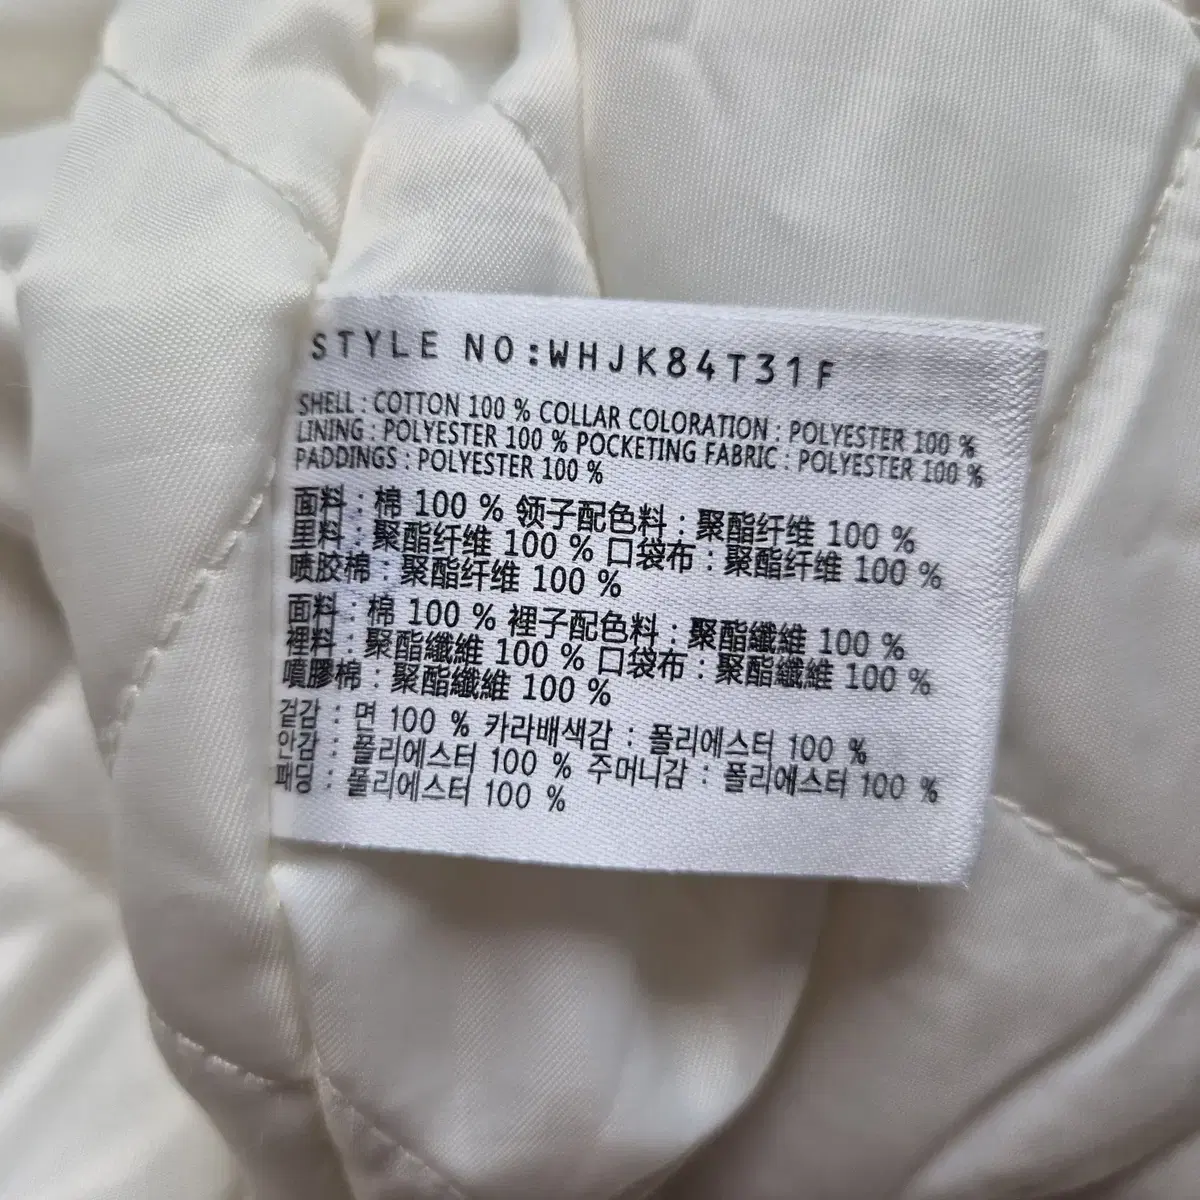 STYLE NO:WHJK84T31F
SHELL : COTTON 100 % COLLAR COLORATION : POLYESTER 100 %
LINING : POLYESTER 100 % POCKETING FABRIC : POLYESTER 100 %
PADDINGS : POLYESTER 100 %
面料 : 棉 100 % 领子配色料 : 聚酯纤维 100 %
里料 : 聚酯纤维 100 % 口袋布 : 聚酯纤维 100 %
喷胶棉 : 聚酯纤维 100 %
面料 : 棉 100 % 裡子配色料 : 聚酯纖維 100 %
裡料 : 聚酯纖維 100 % 口袋布 : 聚酯纖維 100 %
噴膠棉 : 聚酯纖維 100 %
겉감 : 면 100 % 카라배색감 : 폴리에스터 100 %
안감 : 폴리에스터 100 % 주머니감 : 폴리에스터 100 %
패딩 : 폴리에스터 100 %